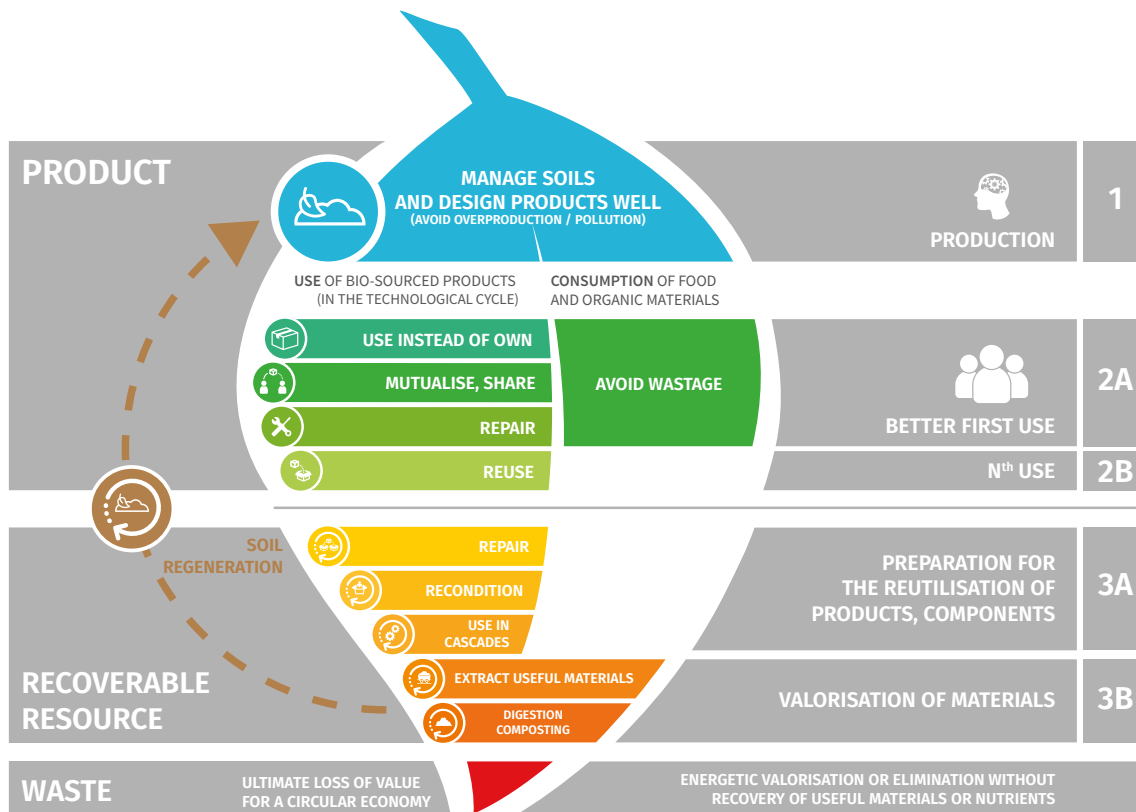 PRODUCT
MANAGE SOILS
AND DESIGN PRODUCTS WELL
(AVOID OVERPRODUCTION / POLLUTION)
PRODUCTION
1
USE OF BIO-SOURCED PRODUCTS
(IN THE TECHNOLOGICAL CYCLE)
CONSUMPTION OF FOOD
AND ORGANIC MATERIALS
USE INSTEAD OF OWN
MUTUALISE, SHARE
REPAIR
AVOID WASTAGE
BETTER FIRST USE
2A
REUSE
Nth USE
2B
SOIL
REGENERATION
REPAIR
RECONDITION
USE IN
CASCADES
PREPARATION FOR
THE REUTILISATION OF
PRODUCTS, COMPONENTS
3A
RECOVERABLE
RESOURCE
EXTRACT USEFUL MATERIALS
DIGESTION
COMPOSTING
VALORISATION OF MATERIALS
3B
WASTE
ULTIMATE LOSS OF VALUE
FOR A CIRCULAR ECONOMY
ENERGETIC VALORISATION OR ELIMINATION WITHOUT
RECOVERY OF USEFUL MATERIALS OR NUTRIENTS